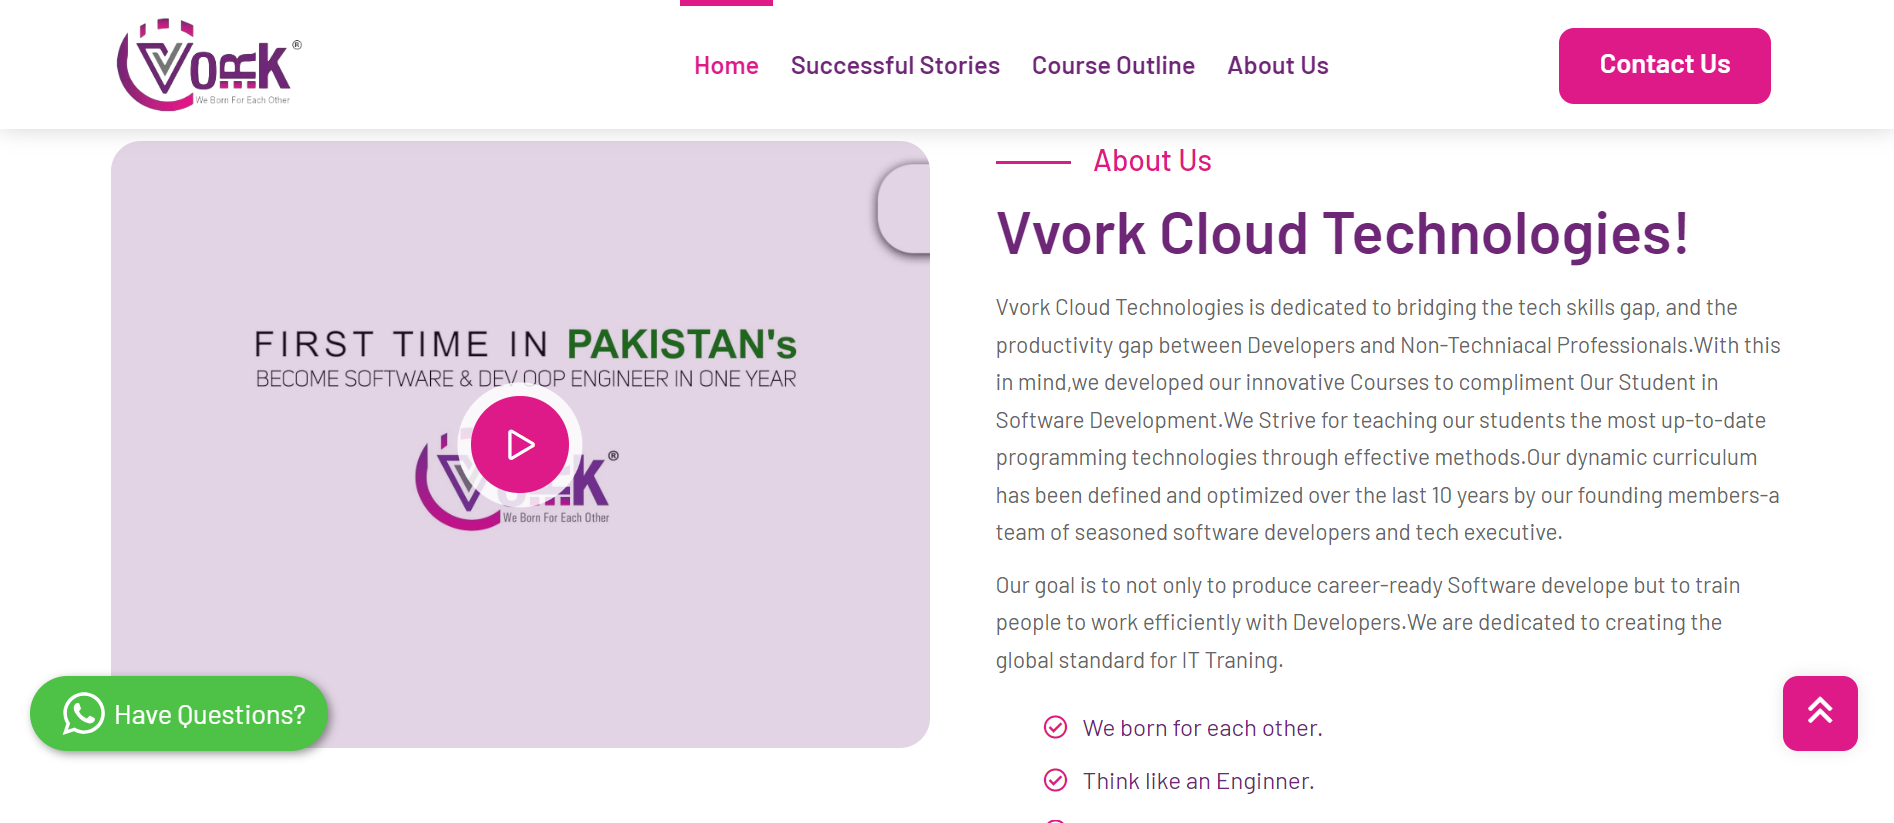 Vvork ®
We Born For Each Other
Home Successful Stories Course Outline About Us
Contact Us
FIRST TIME IN PAKISTAN's
BECOME SOFTWARE & DEV OOP ENGINEER IN ONE YEAR
®
We Born For Each Other
Have Questions?
About Us
Vvork Cloud Technologies!
Vvork Cloud Technologies is dedicated to bridging the tech skills gap, and the
productivity gap between Developers and Non-Techniacal Professionals.With this
in mind,we developed our innovative Courses to compliment Our Student in
Software Development.We Strive for teaching our students the most up-to-date
programming technologies through effective methods.Our dynamic curriculum
has been defined and optimized over the last 10 years by our founding members-a
team of seasoned software developers and tech executive.
Our goal is to not only to produce career-ready Software develope but to train
people to work efficiently with Developers.We are dedicated to creating the
global standard for IT Traning.
We born for each other.
Think like an Enginner.